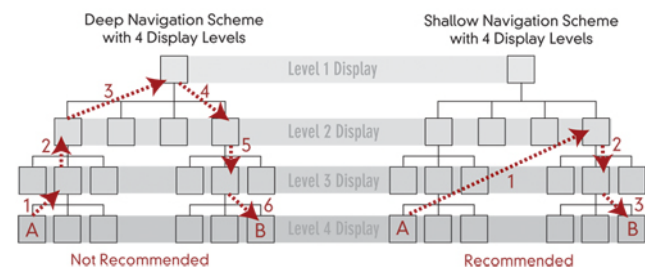 Deep Navigation Scheme
with 4 Display Levels
Shallow Navigation Scheme
with 4 Display Levels
Level 1 Display
3
4
Level 2 Display
2
5
2
Level 3 Display
1
1
6
3
A
B
Level 4 Display
A
B
Not Recommended
Recommended